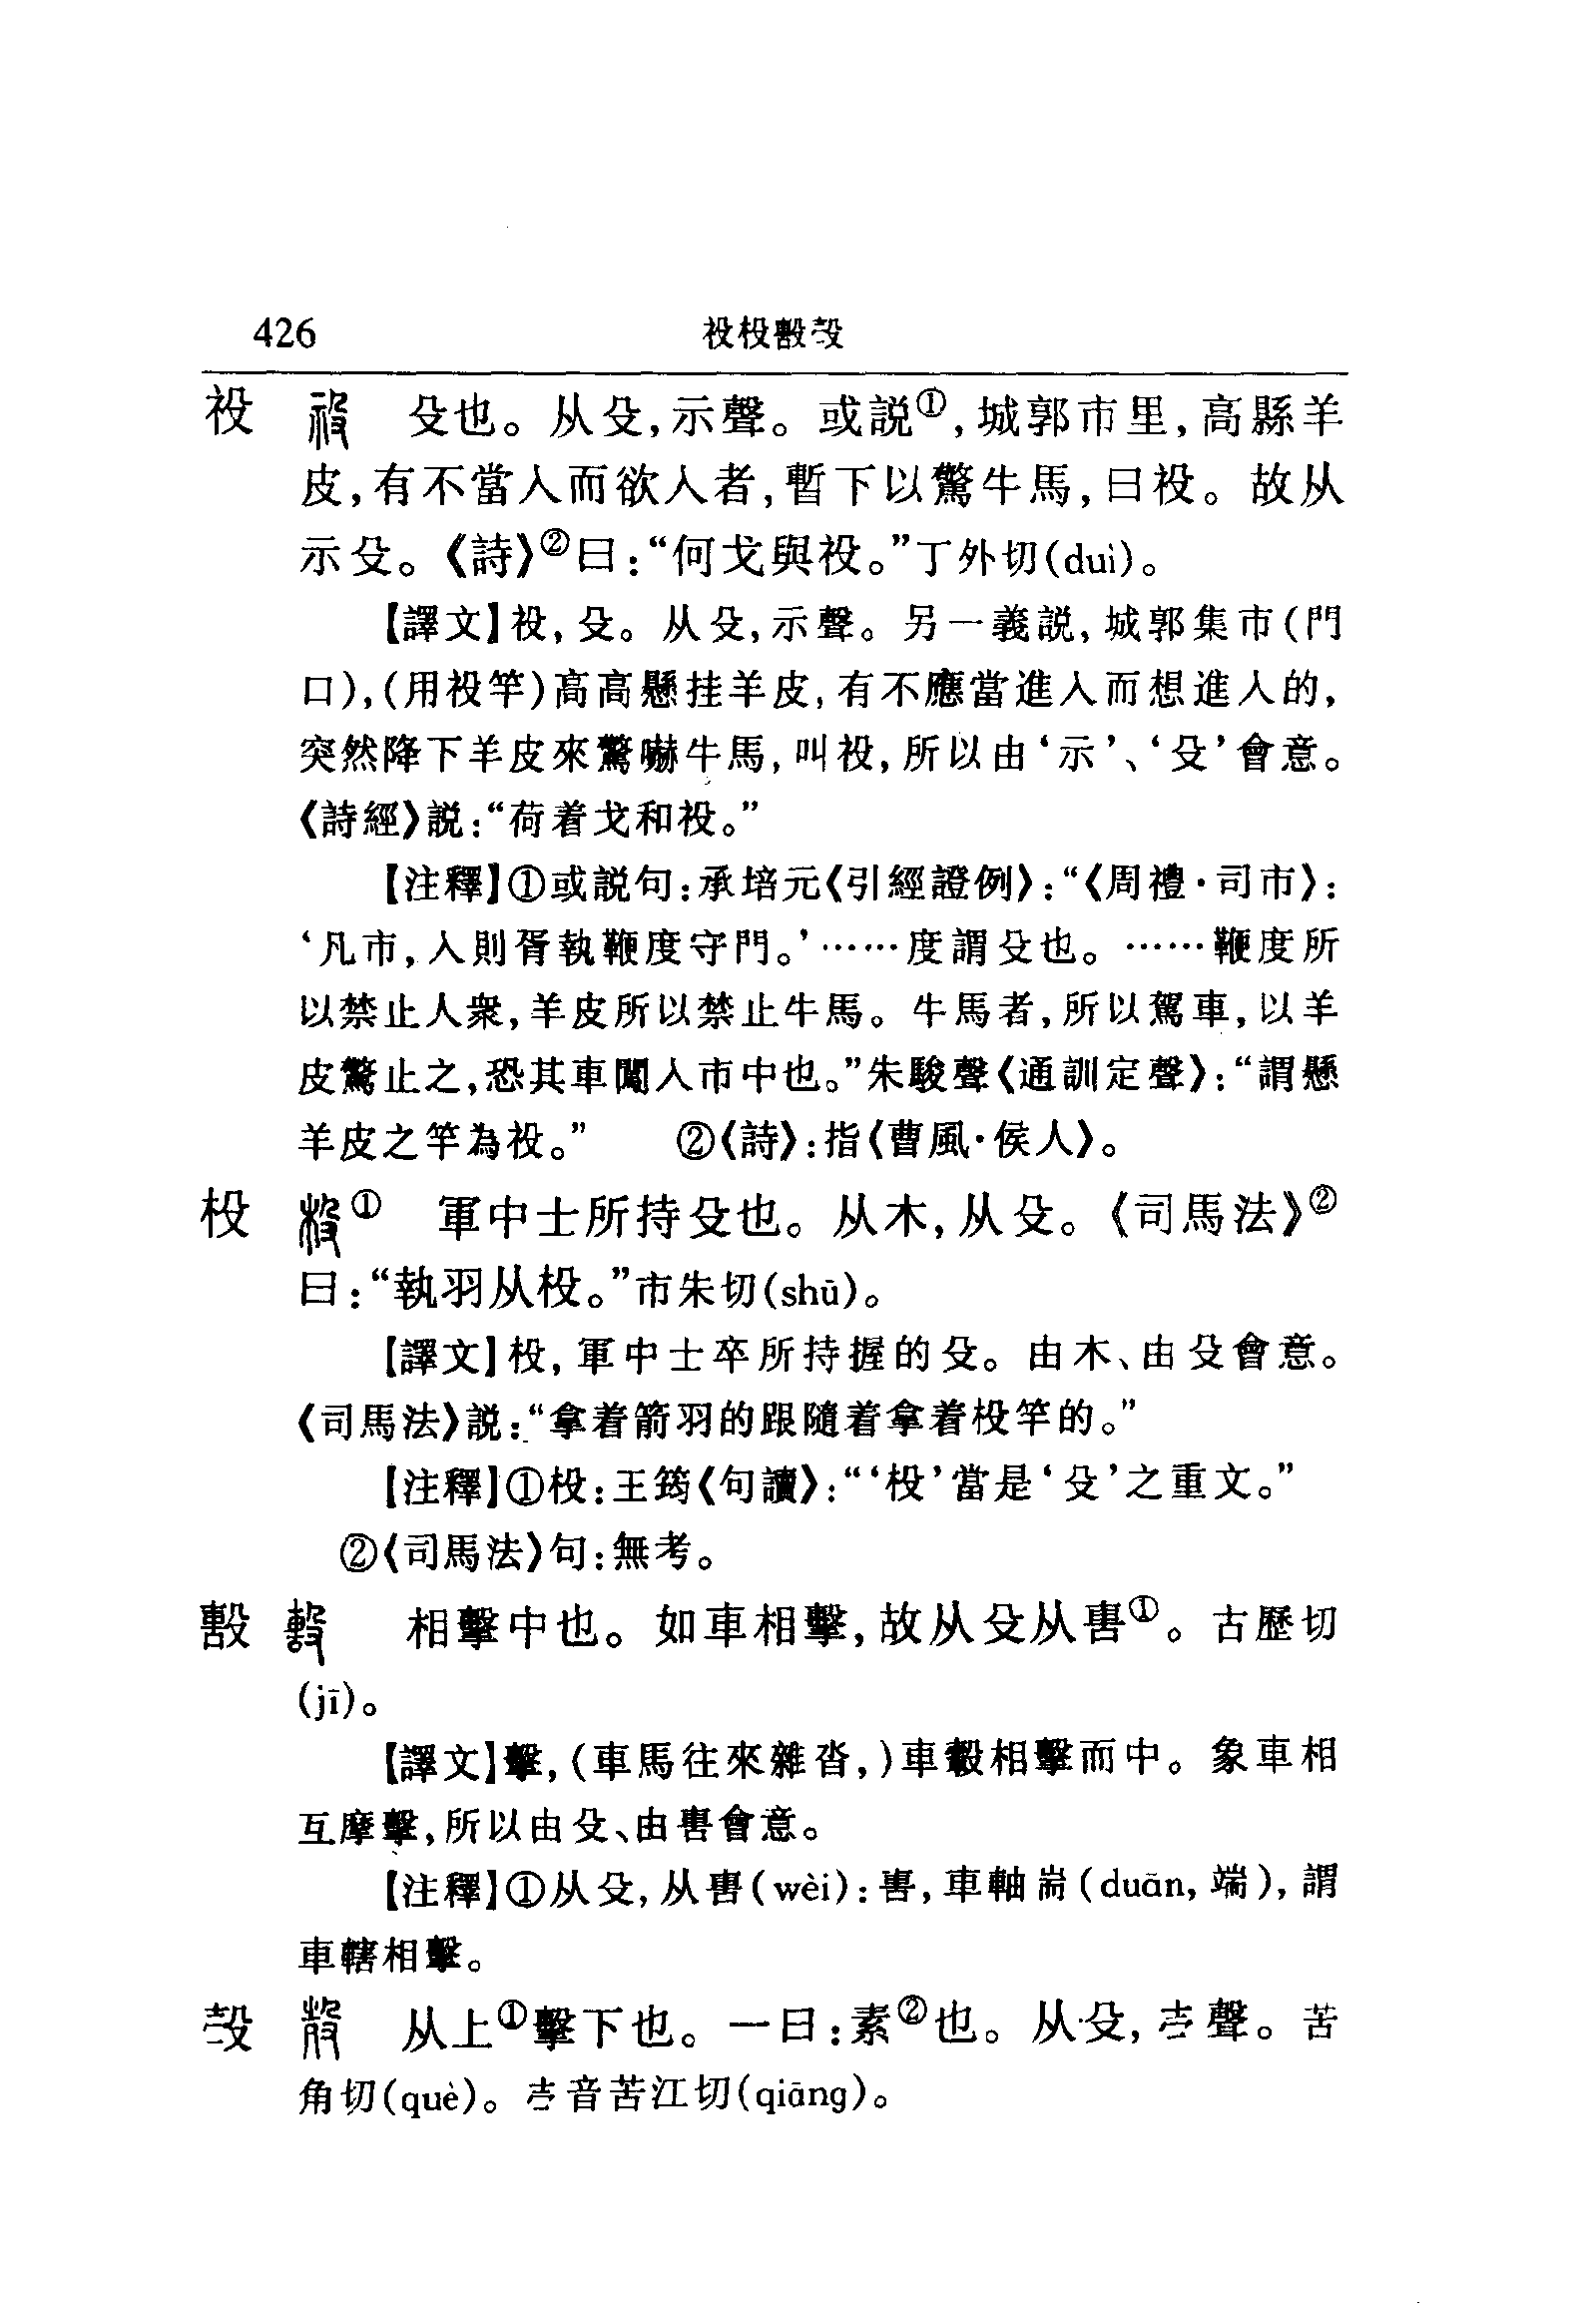 426 祋杸毄㱿
祋 殳也。从殳,示聲。或説①,城郭市里,高縣羊
皮,有不當入而欲入者,暫下以驚牛馬,曰祋。故从
示殳。《詩》②曰:“何戈與祋。”丁外切(duì)。
【譯文】祋,殳。从殳,示聲。另一義説,城郭集市(門
口),(用祋竿)高高懸挂羊皮,有不應當進入而想進入的,
突然降下羊皮來驚嚇牛馬,叫祋,所以由‘示’、‘殳’會意。
《詩經》説:“荷着戈和祋。”
【注釋】①或説句:承培元《引經證例》:“《周禮·司市》:
‘凡市,入則胥執鞭度守門。’……度謂殳也。……鞭度所
以禁止人衆,羊皮所以禁止牛馬。牛馬者,所以駕車,以羊
皮驚止之,恐其車闖入市中也。”朱駿聲《通訓定聲》:“謂懸
羊皮之竿為祋。” ②《詩》:指《曹風·侯人》。
杸 ① 軍中士所持殳也。从木,从殳。《司馬法》②
曰:“執羽从杸。”市朱切(shū)。
【譯文】杸,軍中士卒所持握的殳。由木、由殳會意。
《司馬法》説:“拿着箭羽的跟隨着拿着杸竿的。”
【注釋】①杸:王筠《句讀》:“‘杸’當是‘殳’之重文。”
②《司馬法》句:無考。
毄 相擊中也。如車相擊,故从殳从軎①。古歷切
(jī)。
【譯文】擊,(車馬往來雜沓,)車轂相擊而中。象車相
互摩擊,所以由殳、由軎會意。
【注釋】①从殳,从軎(wèi):軎,車軸耑(duān,端),謂
車轄相擊。
㱿 从上①擊下也。一曰:素②也。从殳,𡉉聲。苦
角切(què)。𡉉音苦江切(qiāng)。